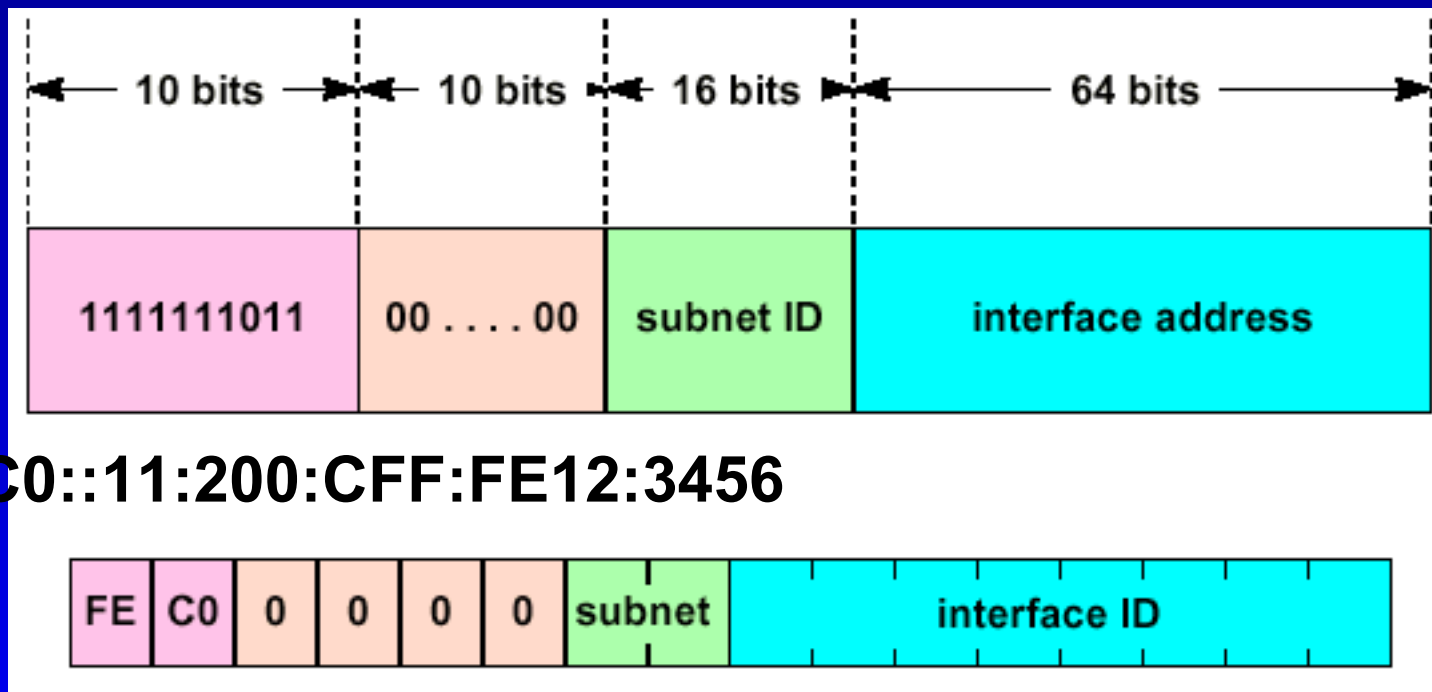 10 bits 10 bits 16 bits 64 bits
1111111011 00 . . . . 00 subnet ID interface address
C0::11:200:CFF:FE12:3456
FE C0 0 0 0 0 subnet interface ID